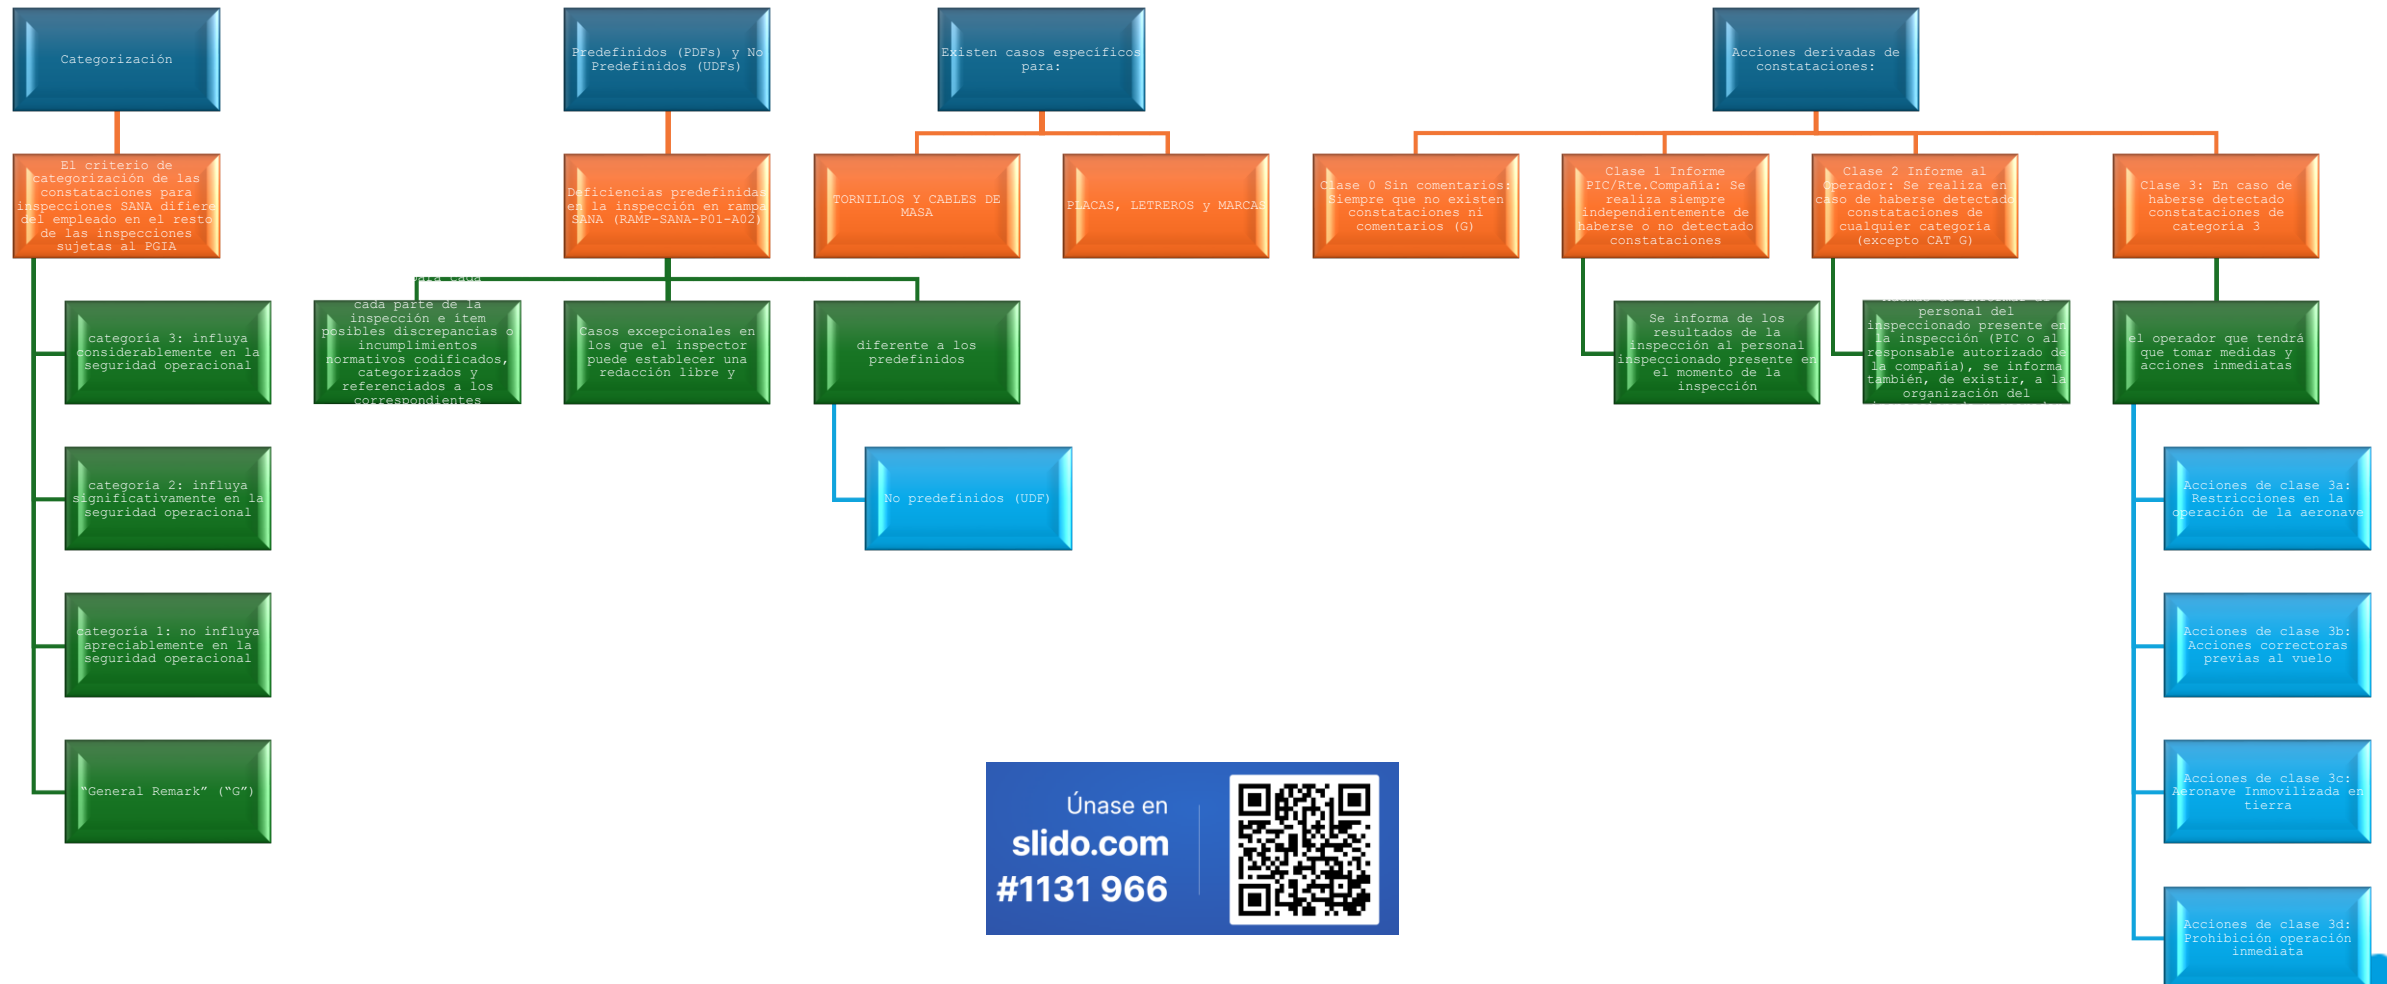 Categorización
El criterio de
categorización de las
constataciones para
inspecciones SANA difiere
del empleado en el resto
de las inspecciones
sujetas al PGIA
categoría 3: influya
considerablemente en la
seguridad operacional
categoría 2: influya
significativamente en la
seguridad operacional
categoría 1: no influya
apreciablemente en la
seguridad operacional
“General Remark” (“G”)
Predefinidos (PDFs) y No
Predefinidos (UDFs)
Deficiencias predefinidas
en la inspección en rampa
SANA (RAMP-SANA-P01-A02)
para cada
cada parte de la
inspección e ítem
posibles discrepancias o
incumplimientos
normativos codificados,
categorizados y
referenciados a los
correspondientes
Casos excepcionales en
los que el inspector
puede establecer una
redacción libre y
diferente a los
predefinidos
No predefinidos (UDF)
Existen casos específicos
para:
TORNILLOS Y CABLES DE
MASA
PLACAS, LETREROS y MARCAS
Acciones derivadas de
constataciones:
Clase 0 Sin comentarios:
Siempre que no existen
constataciones ni
comentarios (G)
Clase 1 Informe
PIC/Rte.Compañía: Se
realiza siempre
independientemente de
haberse o no detectado
constataciones
Se informa de los
resultados de la
inspección al personal
inspeccionado presente en
el momento de la
inspección
Clase 2 Informe al
Operador: Se realiza en
caso de haberse detectado
constataciones de
cualquier categoría
(excepto CAT G)
personal del
inspeccionado presente en
la inspección (PIC o al
responsable autorizado de
la compañía), se informa
también, de existir, a la
organización del
Clase 3: En caso de
haberse detectado
constataciones de
categoría 3
el operador que tendrá
que tomar medidas y
acciones inmediatas
Acciones de clase 3a:
Restricciones en la
operación de la aeronave
Acciones de clase 3b:
Acciones correctoras
previas al vuelo
Acciones de clase 3c:
Aeronave Inmovilizada en
tierra
Acciones de clase 3d:
Prohibición operación
inmediata
Únase en
slido.com
#1131 966